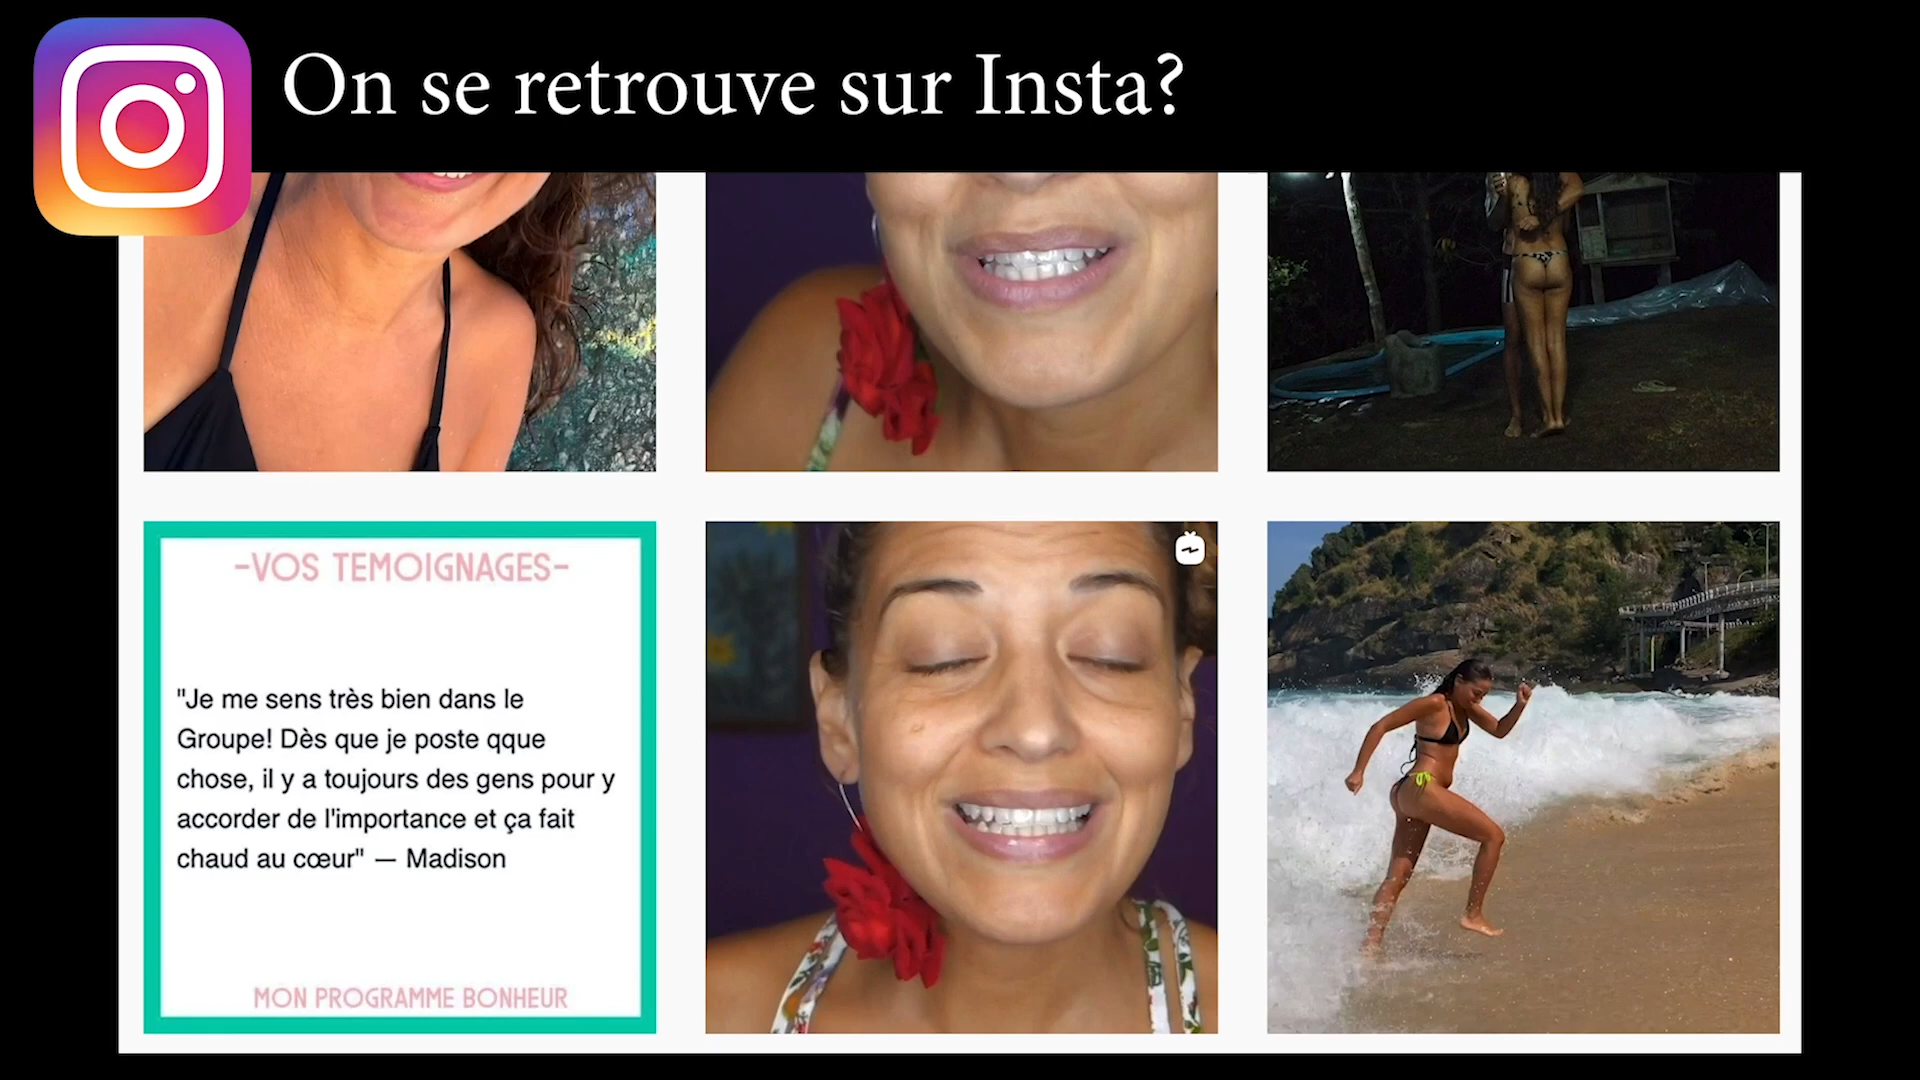 On se retrouve sur Insta?
-VOS TEMOIGNAGES-
"Je me sens très bien dans le
Groupe! Dès que je poste qque
chose, il y a toujours des gens pour y
accorder de l'importance et ça fait
chaud au cœur" — Madison
MON PROGRAMME BONHEUR